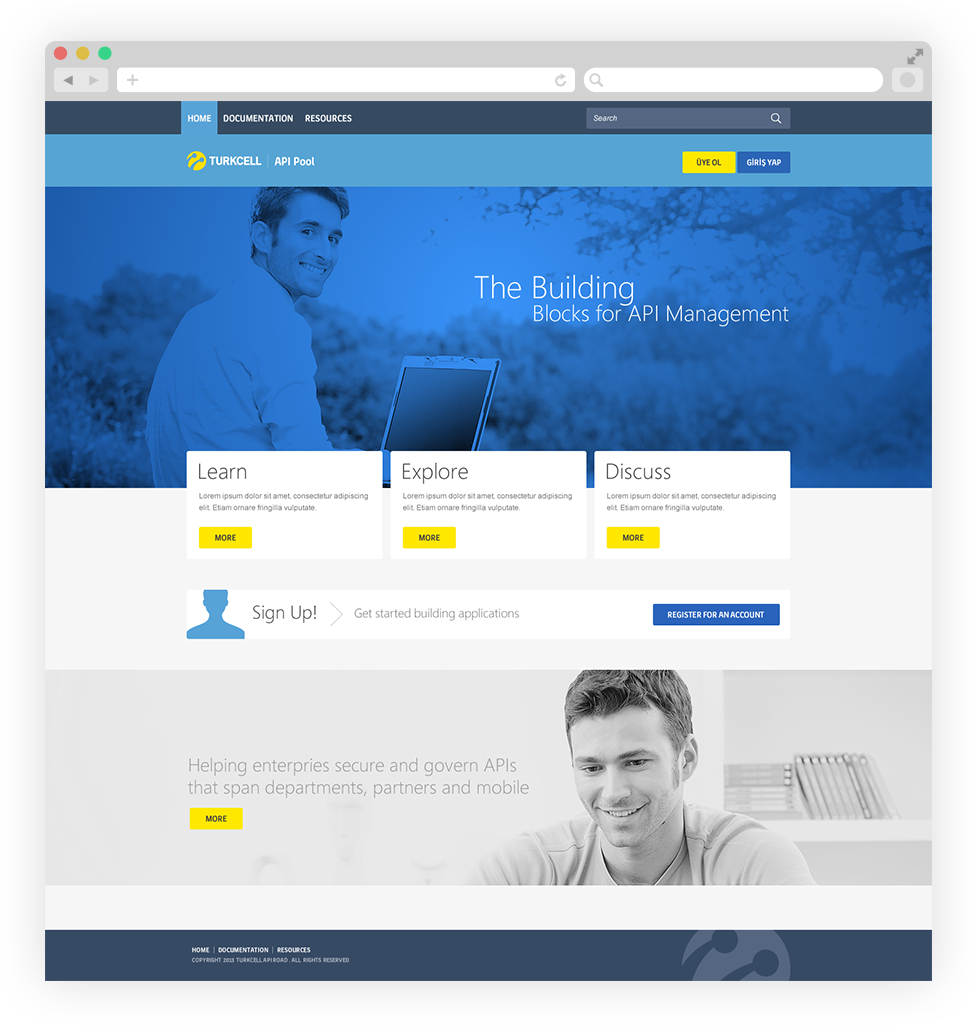 HOME DOCUMENTATION RESOURCES Search
TURKCELL API Pool ÜYE OL GİRİŞ YAP
The Building
Blocks for API Management
Learn
Lorem ipsum dolor sit amet, consectetur adipiscing
elit. Etiam ornare fringilla vulputate.
MORE
Explore
Lorem ipsum dolor sit amet, consectetur adipiscing
elit. Etiam ornare fringilla vulputate.
MORE
Discuss
Lorem ipsum dolor sit amet, consectetur adipiscing
elit. Etiam ornare fringilla vulputate.
MORE
Sign Up! Get started building applications REGISTER FOR AN ACCOUNT
Helping enterpries secure and govern APIs
that span departments, partners and mobile
MORE
HOME | DOCUMENTATION | RESOURCES
COPYRIGHT 2013 TURKCELL API ROAD . ALL RIGHTS RESERVED